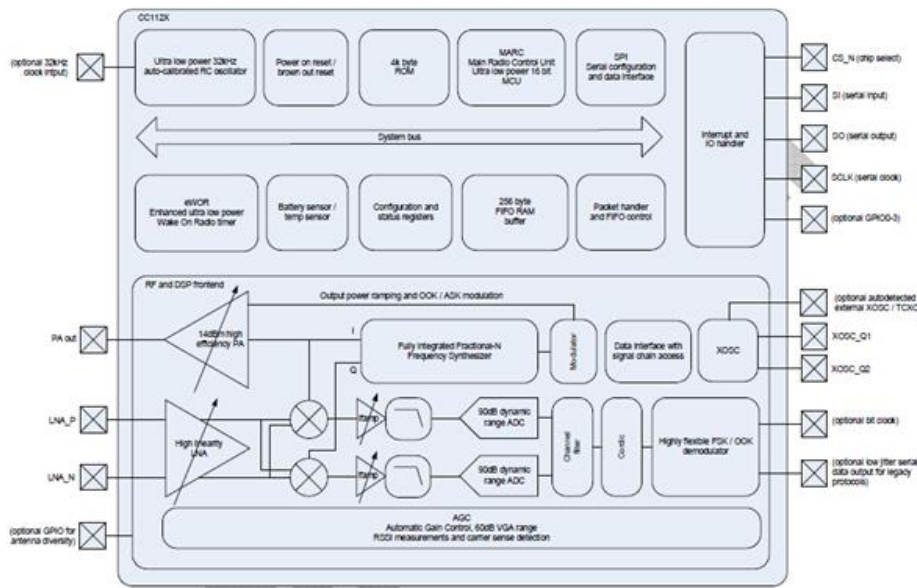 CC112X
(optional 32kHz
clock intput)
Ultra low power 32kHz
auto-calibrated RC oscillator
Power on reset /
brown out reset
4k byte
ROM
MARC
Main Radio Control Unit
Ultra low power 16 bit
MCU
SPI
Serial configuration
and data interface
System bus
Interrupt and
IO handler
CS_N (chip select)
SI (serial input)
SO (serial output)
SCLK (serial clock)
(optional GPIO0-3)
eWOR
Enhanced ultra low power
Wake On Radio timer
Battery sensor /
temp sensor
Configuration and
status registers
256 byte
FIFO RAM
buffer
Packet handler
and FIFO control
RF and DSP frontend
Output power ramping and OOK / ASK modulation
PA out
14dBm high
efficiency PA
I
Q
Fully integrated Fractional-N
Frequency Synthesizer
Modulator
Data interface with
signal chain access
XOSC
(optional autodetected
external XOSC / TCXO
XOSC_Q1
XOSC_Q2
LNA_P
LNA_N
High linearity
LNA
ifamp
ifamp
90dB dynamic
range ADC
90dB dynamic
range ADC
Channel
filter
Cordic
Highly flexible FSK / OOK
demodulator
(optional bit clock)
(optional low jitter serial
data output for legacy
protocols)
(optional GPIO for
antenna diversity)
AGC
Automatic Gain Control, 60dB VGA range
RSSI measurements and carrier sense detection